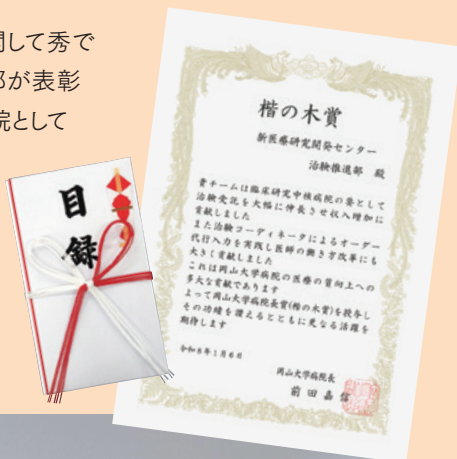 関して秀で
部が表彰
院として
目録
楷の木賞
新医療研究開発センター
治験推進部 殿
貴チームは臨床研究中核病院の要として
治験受託を大幅に伸長させ収入増加に
貢献しました
また治験コーディネータによるオーダー
代行入力を実践し医師の働き方改革にも
大きく貢献しました
これは岡山大学病院の医療の質向上への
多大な貢献であります
よって岡山大学病院長賞(楷の木賞)を授与し
その功績を讃えるとともに更なる活躍を
期待します
令和8年1月6日
岡山大学病院長
前田嘉信